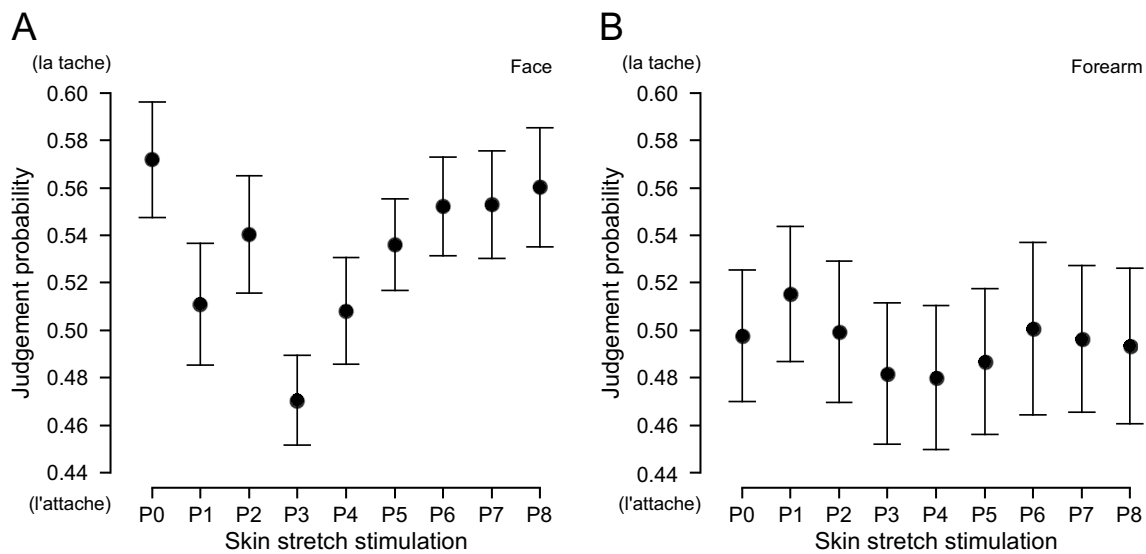 A
(la tache)
Face
0.60
0.58
0.56
0.54
0.52
0.50
0.48
0.46
0.44
Judgement probability
(l'attache)
P0 P1 P2 P3 P4 P5 P6 P7 P8
Skin stretch stimulation
B
(la tache)
Forearm
0.60
0.58
0.56
0.54
0.52
0.50
0.48
0.46
0.44
Judgement probability
(l'attache)
P0 P1 P2 P3 P4 P5 P6 P7 P8
Skin stretch stimulation